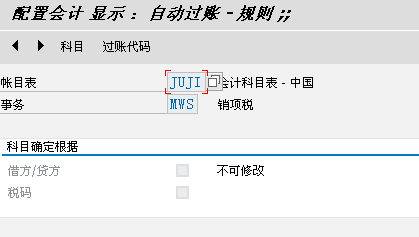 配置会计 显示 : 自动过账 - 规则 ;;
科目 过账代码
帐目表 JUJI 会计科目表 - 中国
事务 MWS 销项税
科目确定根据
借方/贷方 不可修改
税码